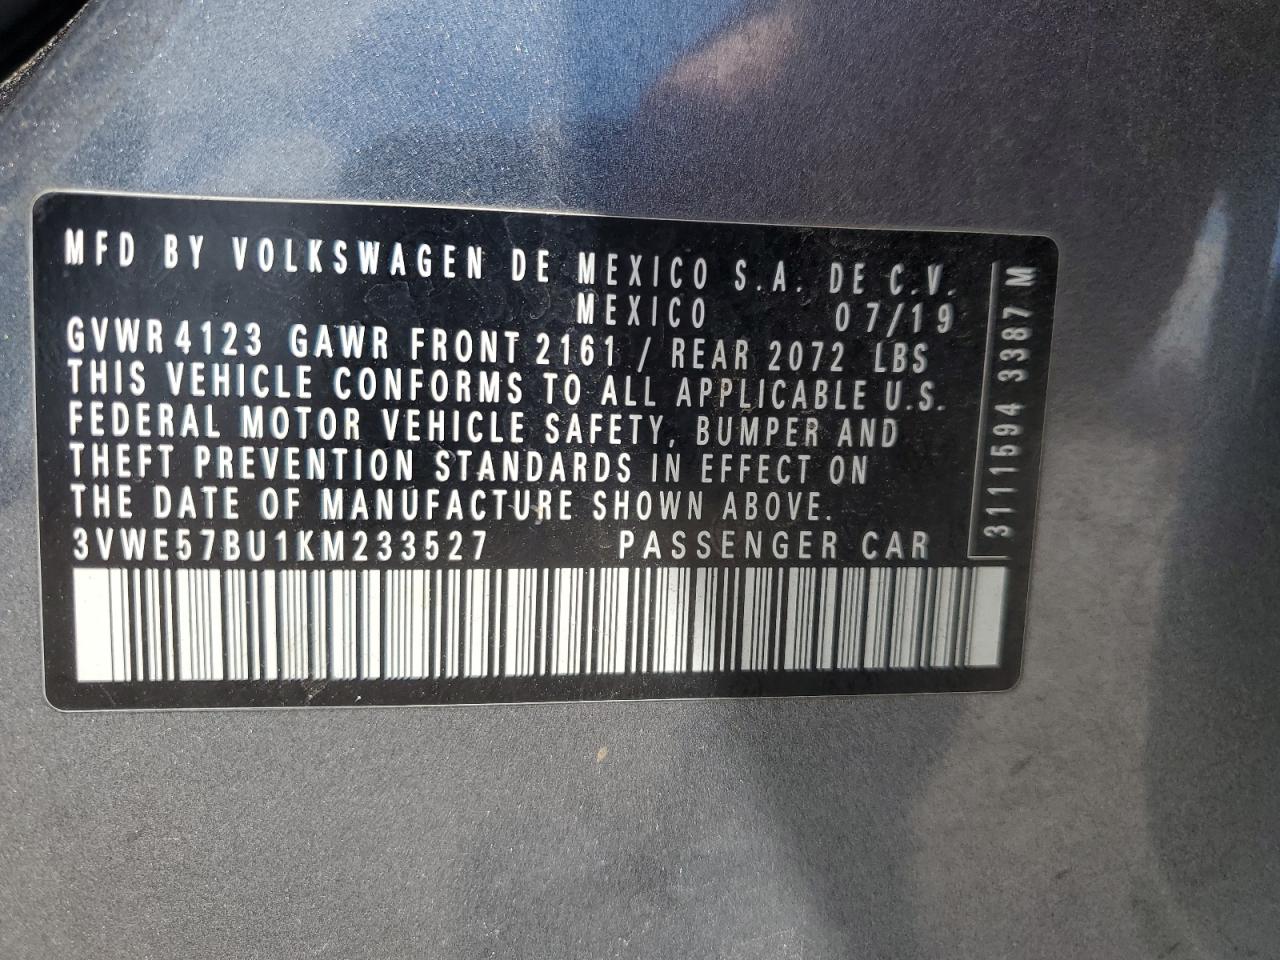 MFD BY VOLKSWAGEN DE MEXICO S.A. DE C.V.
MEXICO 07/19
GVWR 4123 GAWR FRONT 2161 / REAR 2072 LBS
THIS VEHICLE CONFORMS TO ALL APPLICABLE U.S.
FEDERAL MOTOR VEHICLE SAFETY, BUMPER AND
THEFT PREVENTION STANDARDS IN EFFECT ON
THE DATE OF MANUFACTURE SHOWN ABOVE.
3VWE57BU1KM233527 PASSENGER CAR
3111594 3387 M